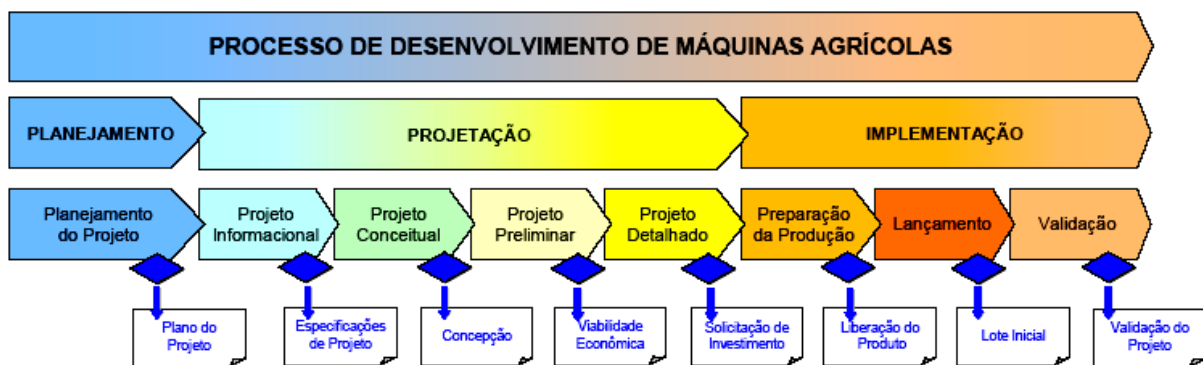 PROCESSO DE DESENVOLVIMENTO DE MÁQUINAS AGRÍCOLAS
PLANEJAMENTO
PROJETAÇÃO
IMPLEMENTAÇÃO
Planejamento
do Projeto
Projeto
Informacional
Projeto
Conceitual
Projeto
Preliminar
Projeto
Detalhado
Preparação
da Produção
Lançamento
Validação
Plano do
Projeto
Especificações
de Projeto
Concepção
Viabilidade
Econômica
Solicitação de
Investimento
Liberação do
Produto
Lote Inicial
Validação do
Projeto